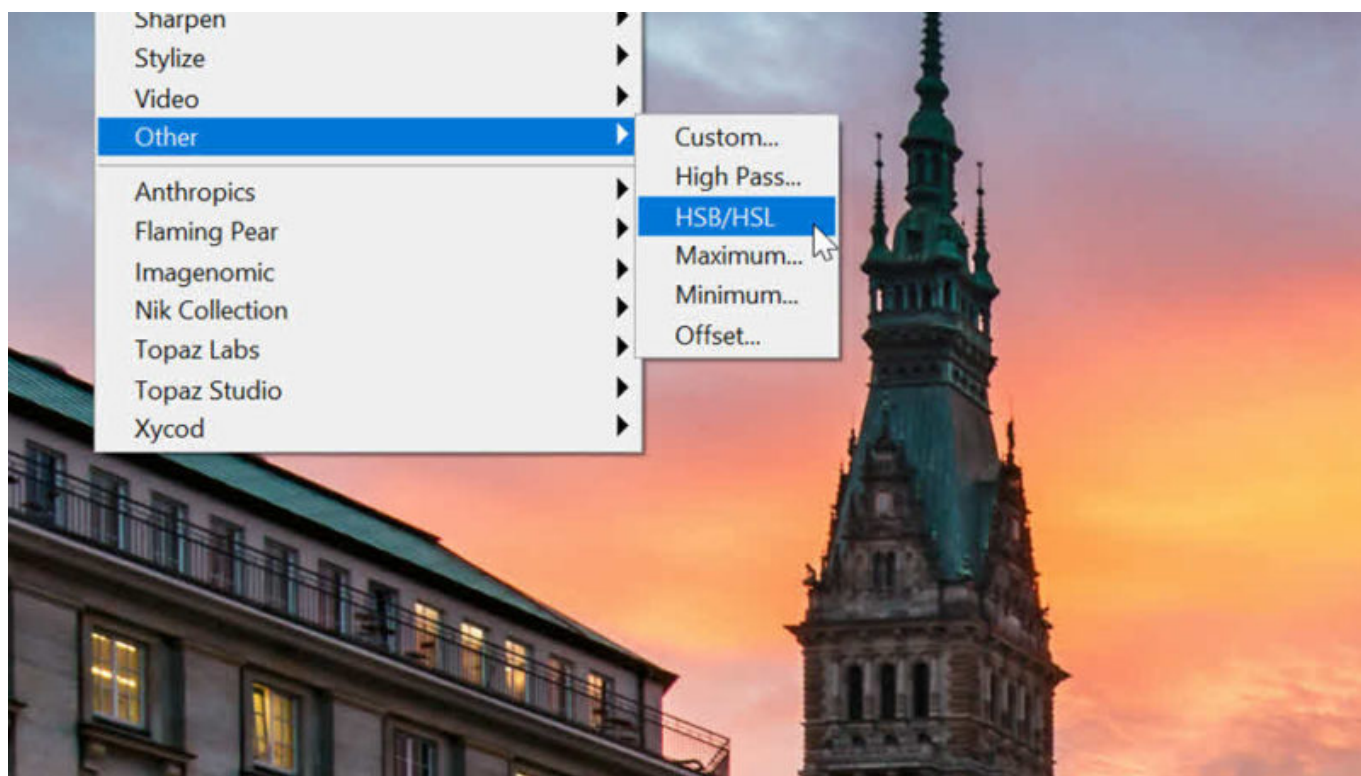 Sharpen
Stylize
Video
Other
Custom...
High Pass...
HSB/HSL
Maximum...
Minimum...
Offset...
Anthropics
Flaming Pear
Imagenomic
Nik Collection
Topaz Labs
Topaz Studio
Xycod